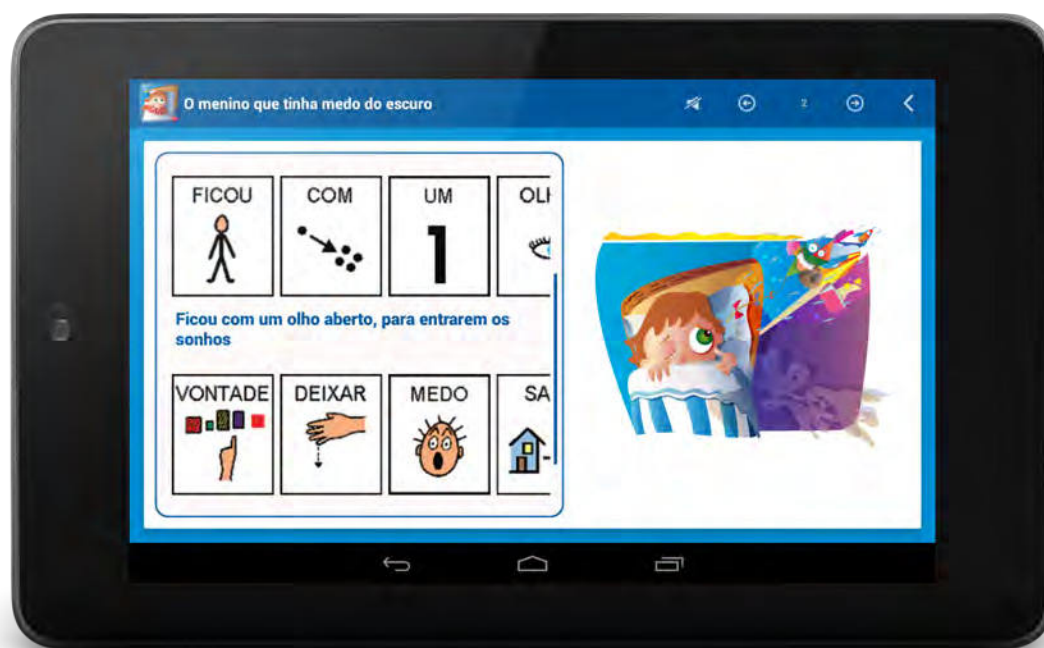 O menino que tinha medo do escuro
2
FICOU COM UM
1
Ficou com um olho aberto, para entrarem os
sonhos
VONTADE DEIXAR MEDO